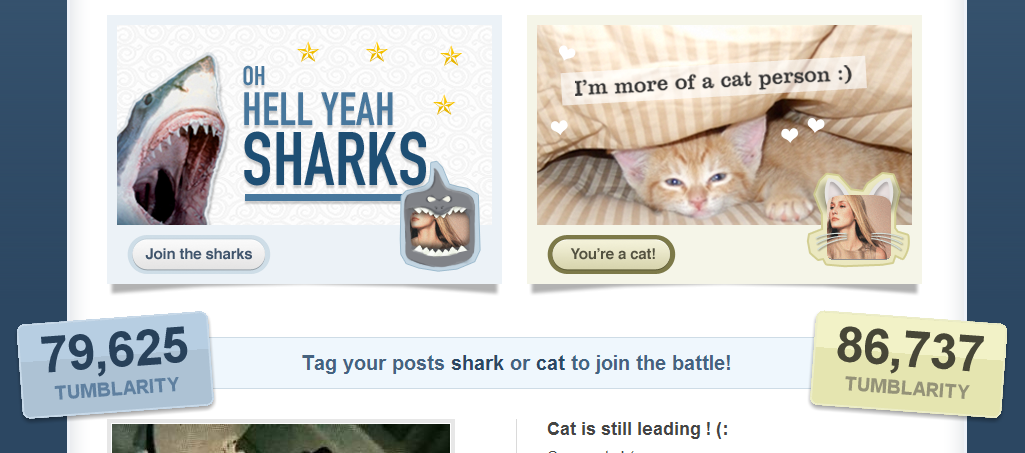 OH
HELL YEAH
SHARKS
I'm more of a cat person :)
Join the sharks
You're a cat!
79,625
TUMBLARITY
Tag your posts shark or cat to join the battle!
86,737
TUMBLARITY
Cat is still leading ! (: